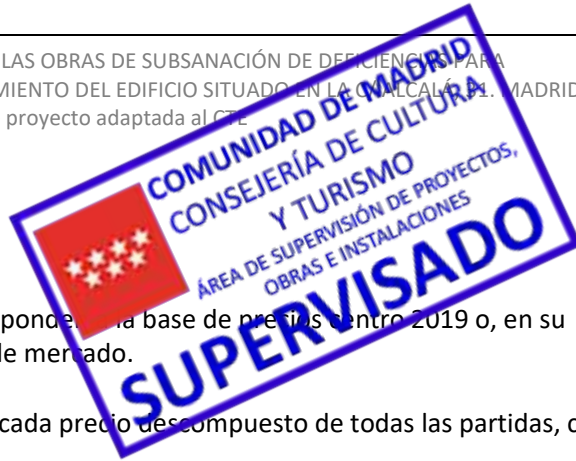 LAS OBRAS DE SUBSANACIÓN DE DEFICIENCIAS PARA
MIENTO DEL EDIFICIO SITUADO EN LA ALCALÁ, 31. MADRID
proyecto adaptada al CTE
COMUNIDAD DE MADRID
CONSEJERÍA DE CULTURA
Y TURISMO
ÁREA DE SUPERVISIÓN DE PROYECTOS,
OBRAS E INSTALACIONES
SUPERVISADO
la base de precios centro 2019 o, en su
de mercado.
cada precio descompuesto de todas las partidas, c